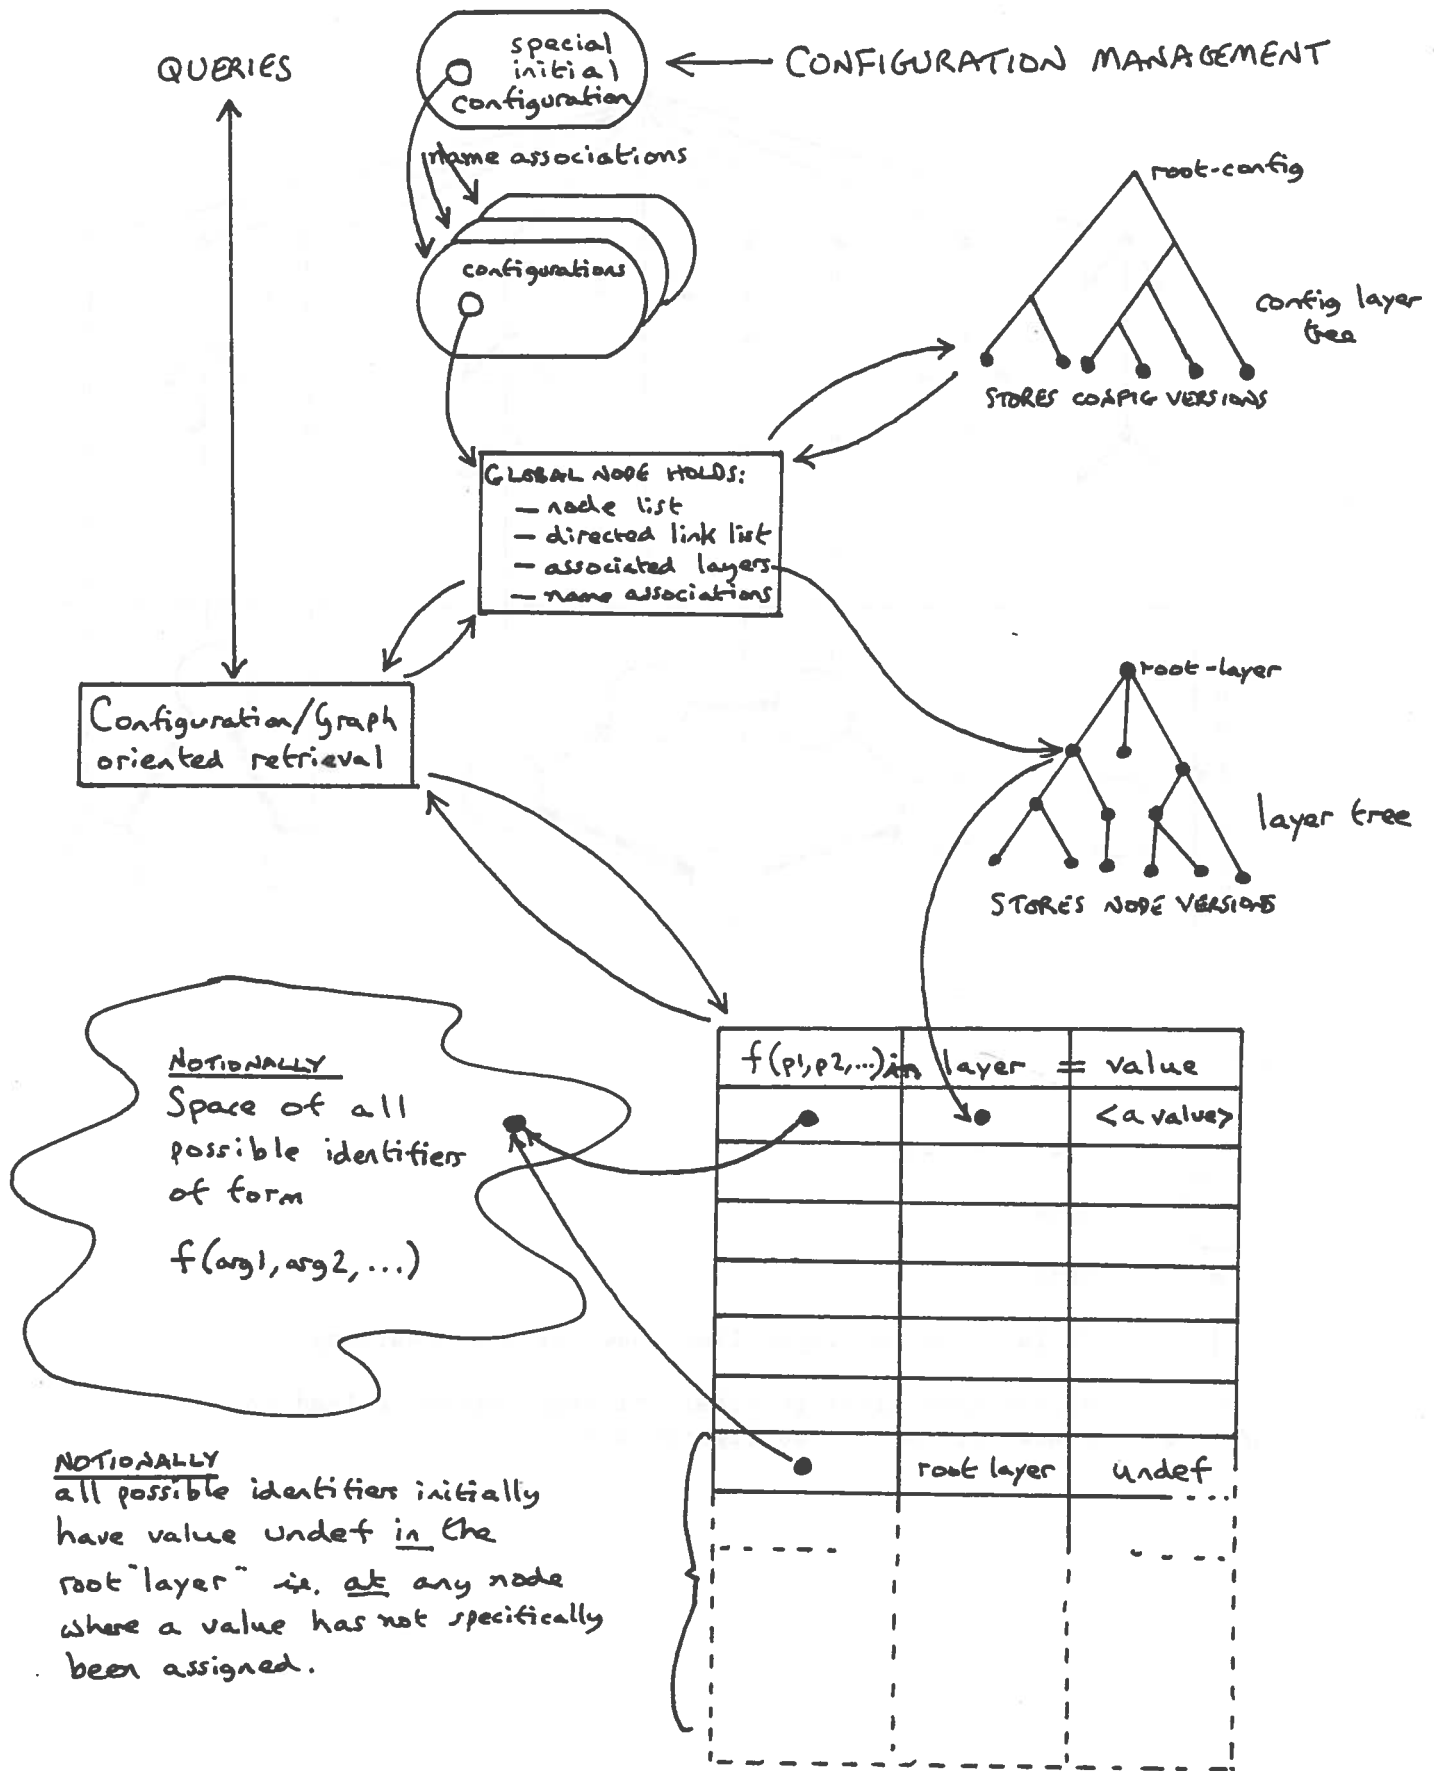 QUERIES
special
initial
configuration
CONFIGURATION MANAGEMENT
name associations
configurations
root-config
config layer
tree
STORES CONFIG VERSIONS
GLOBAL NODE HOLDS:
— node list
— directed link list
— associated layers
— name associations
Configuration/Graph
oriented retrieval
root-layer
layer tree
STORES NODE VERSIONS
NOTIONALLY
Space of all
possible identifiers
of form
f(arg1, arg2, ...)
f(p1,p2,...) in layer = value
<a value>
root layer undef
NOTIONALLY
all possible identifiers initially
have value undef in the
root "layer" ie. at any node
where a value has not specifically
been assigned.